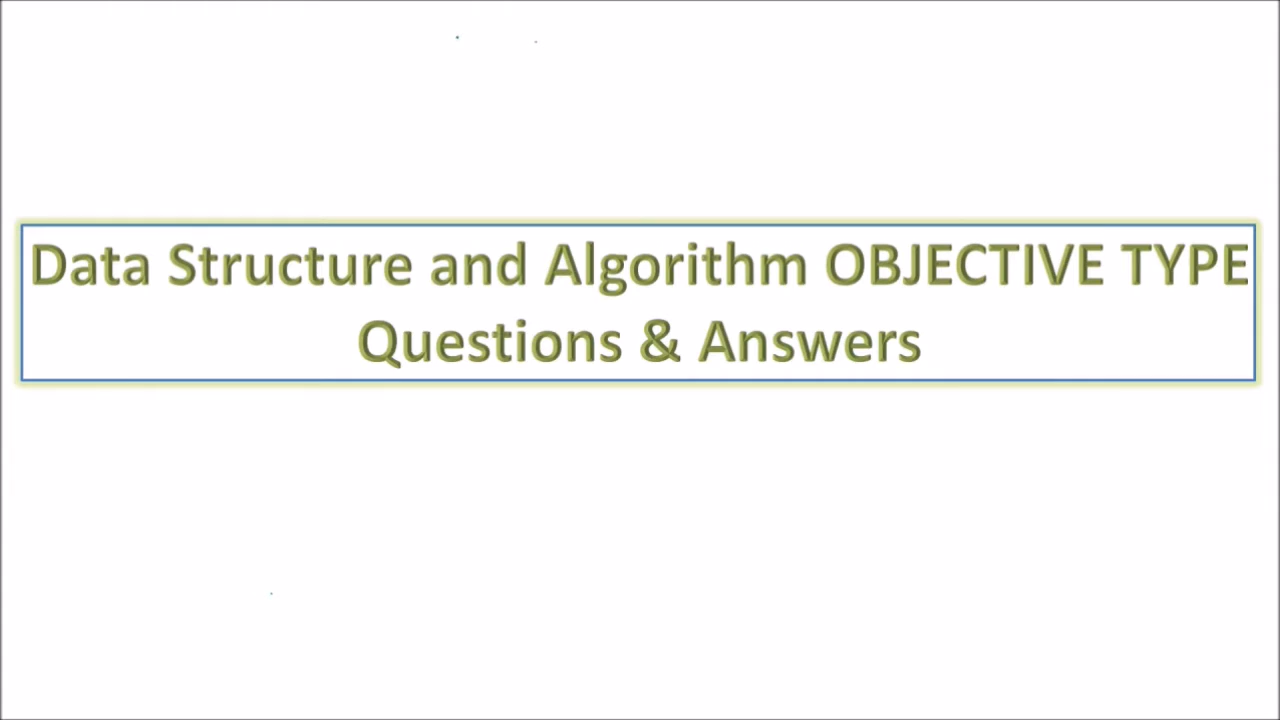 Data Structure and Algorithm OBJECTIVE TYPE
Questions & Answers